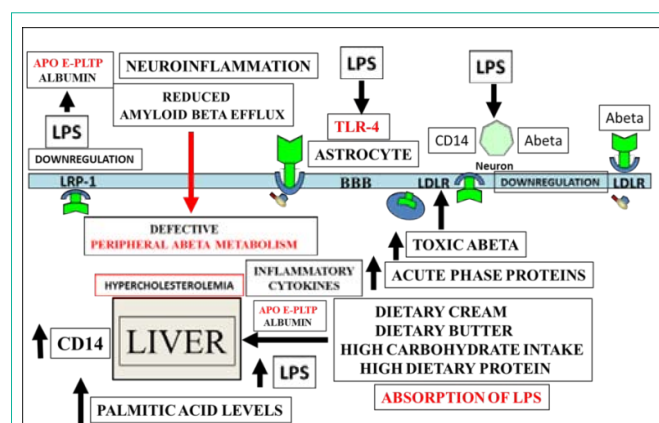 APO E-PLTP
ALBUMIN
NEUROINFLAMMATION
LPS
LPS
REDUCED
AMYLOID BETA EFFLUX
LPS
TLR-4
CD14
Abeta
Abeta
DOWNREGULATION
ASTROCYTE
Neuron
LRP-1
BBB
LDLR
DOWNREGULATION
LDLR
DEFECTIVE
PERIPHERAL ABETA METABOLISM
TOXIC ABETA
HYPERCHOLESTEROLEMIA
INFLAMMATORY
CYTOKINES
ACUTE PHASE PROTEINS
APO E-PLTP
ALBUMIN
CD14
LIVER
LPS
DIETARY CREAM
DIETARY BUTTER
HIGH CARBOHYDRATE INTAKE
HIGH DIETARY PROTEIN
ABSORPTION OF LPS
PALMITIC ACID LEVELS